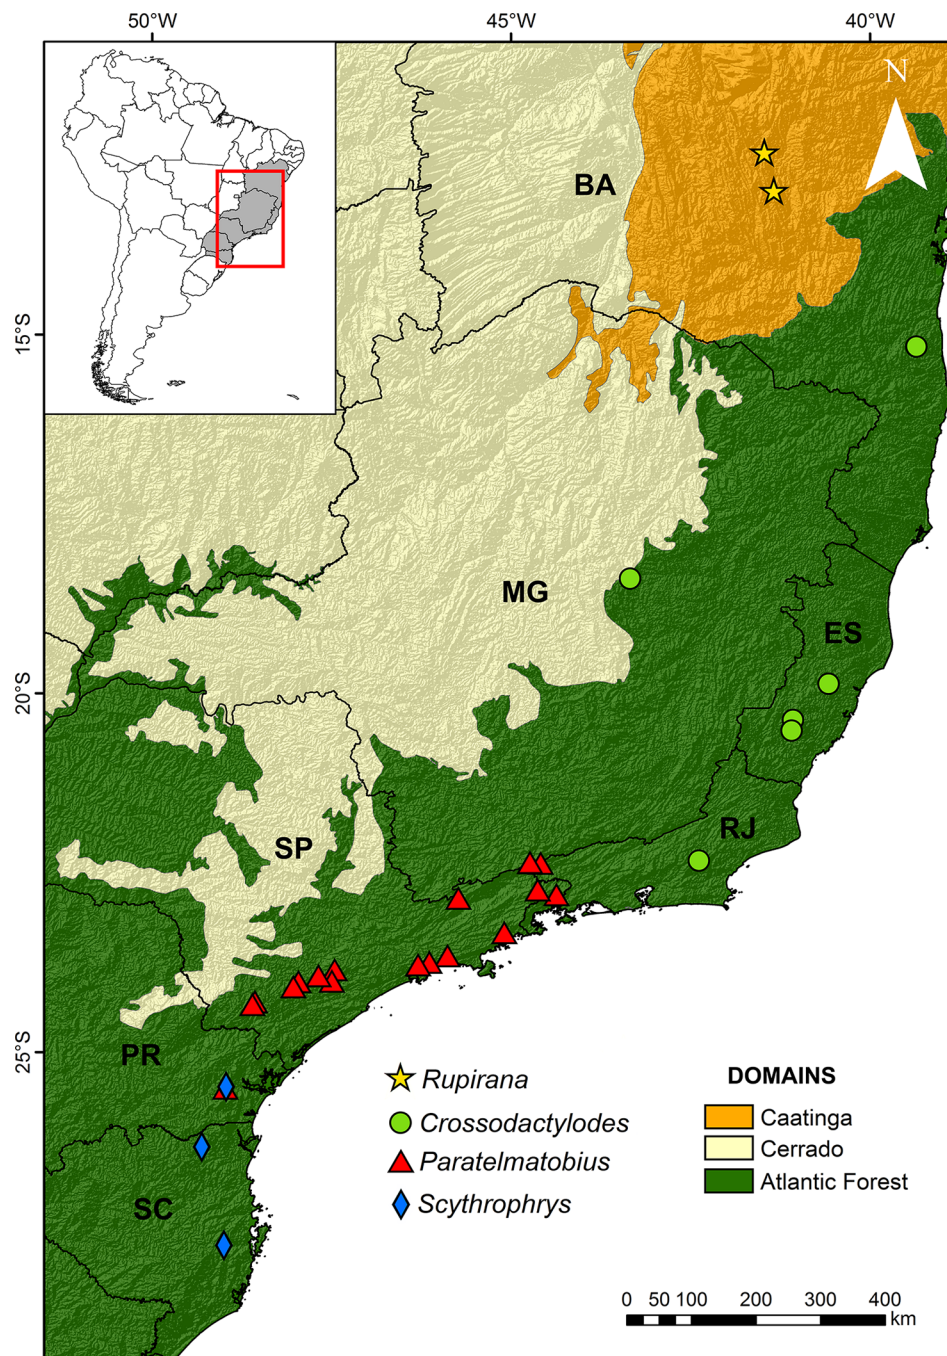 50°W 45°W 40°W
N
BA
15°S
MG
ES
20°S
RJ
SP
25°S
PR
SC
Rupirana
Crossodactylodes
Paratelmatobius
Scythrophrys
DOMAINS
Caatinga
Cerrado
Atlantic Forest
0 50 100 200 300 400
km